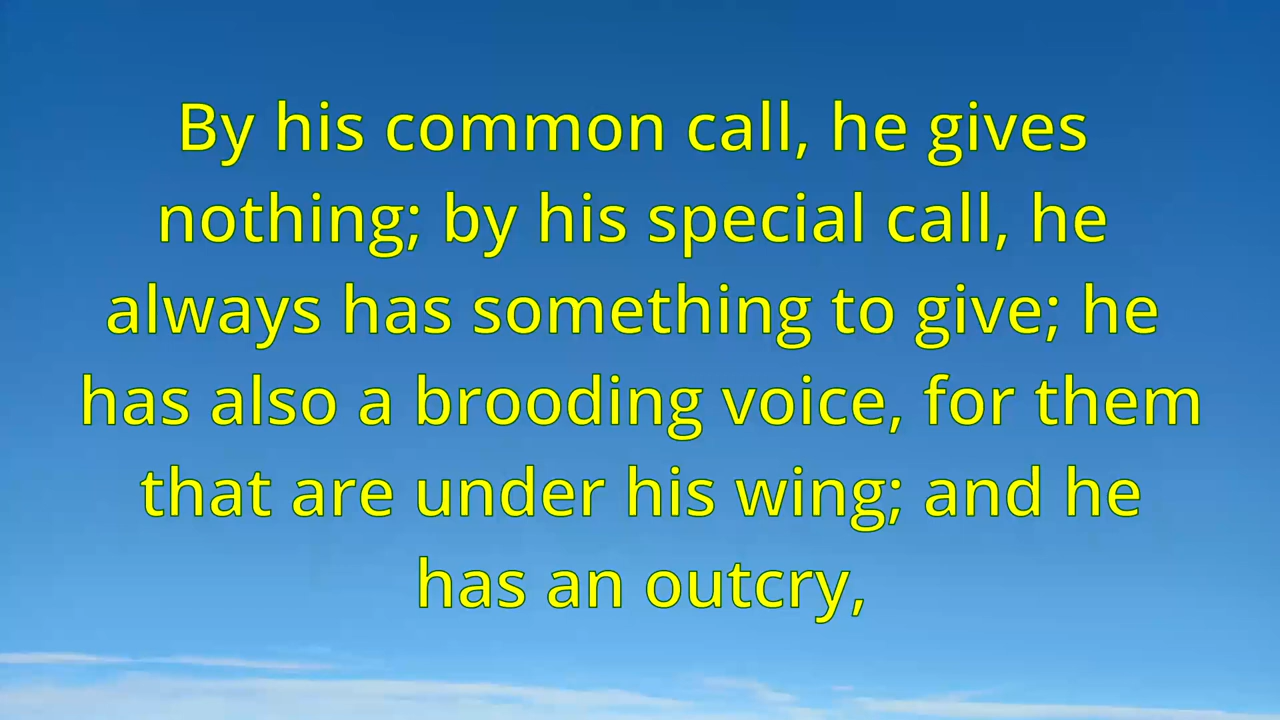 By his common call, he gives
nothing; by his special call, he
always has something to give; he
has also a brooding voice, for them
that are under his wing; and he
has an outcry,